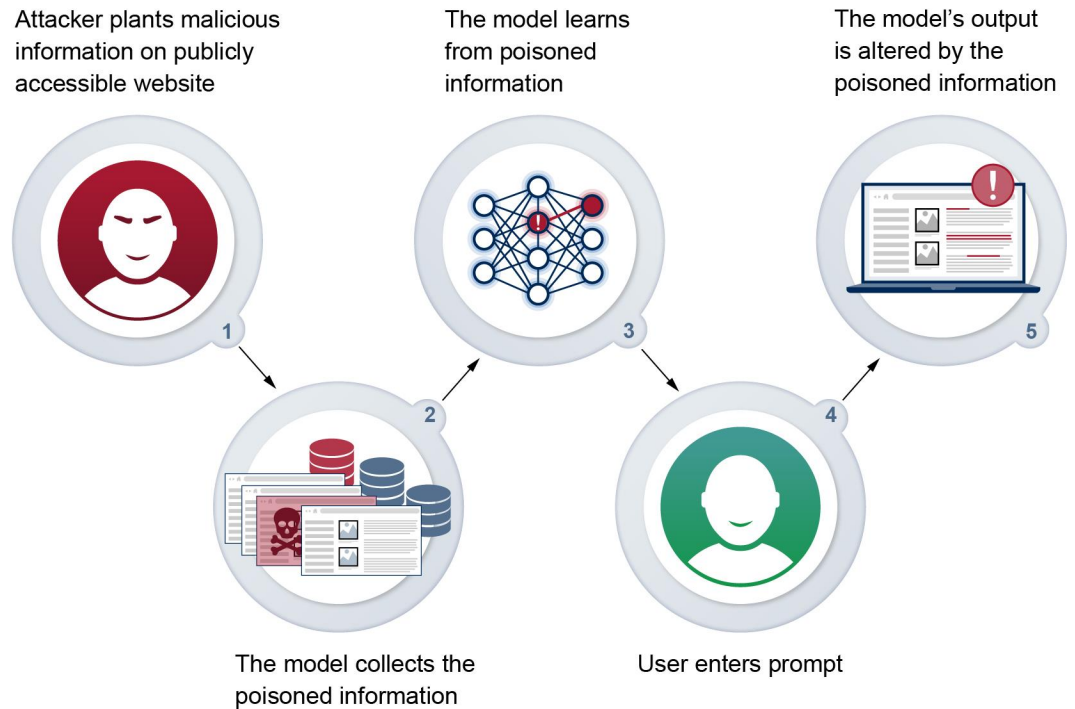 Attacker plants malicious
information on publicly
accessible website
1
The model collects the
poisoned information
2
The model learns
from poisoned
information
3
User enters prompt
4
The model’s output
is altered by the
poisoned information
5
!
!